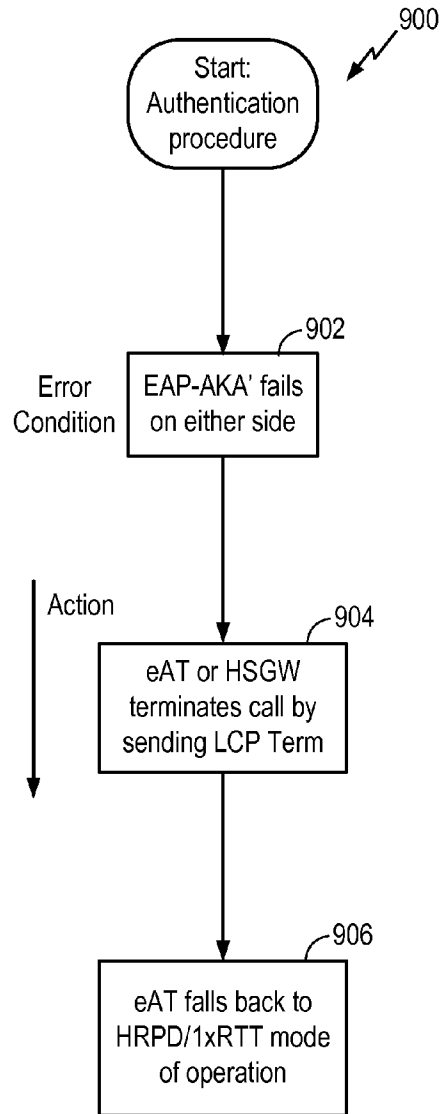 900
Start:
Authentication
procedure
902
Error
Condition
EAP-AKA' fails
on either side
Action
904
eAT or HSGW
terminates call by
sending LCP Term
906
eAT falls back to
HRPD/1xRTT mode
of operation